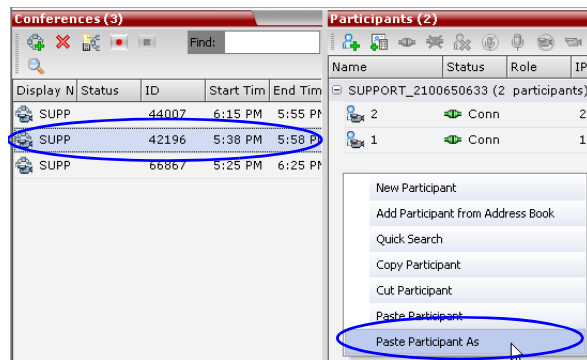 Conferences (3)
Find:
Display N Status ID Start Tim End Tim
SUPP 44007 6:15 PM 5:55 PM
SUPP 42196 5:38 PM 5:58 PM
SUPP 66867 5:25 PM 6:25 PM
Participants (2)
Name Status Role IP
SUPPORT_2100650633 (2 participants)
2 Conn 2
1 Conn 1
New Participant
Add Participant from Address Book
Quick Search
Copy Participant
Cut Participant
Paste Participant
Paste Participant As